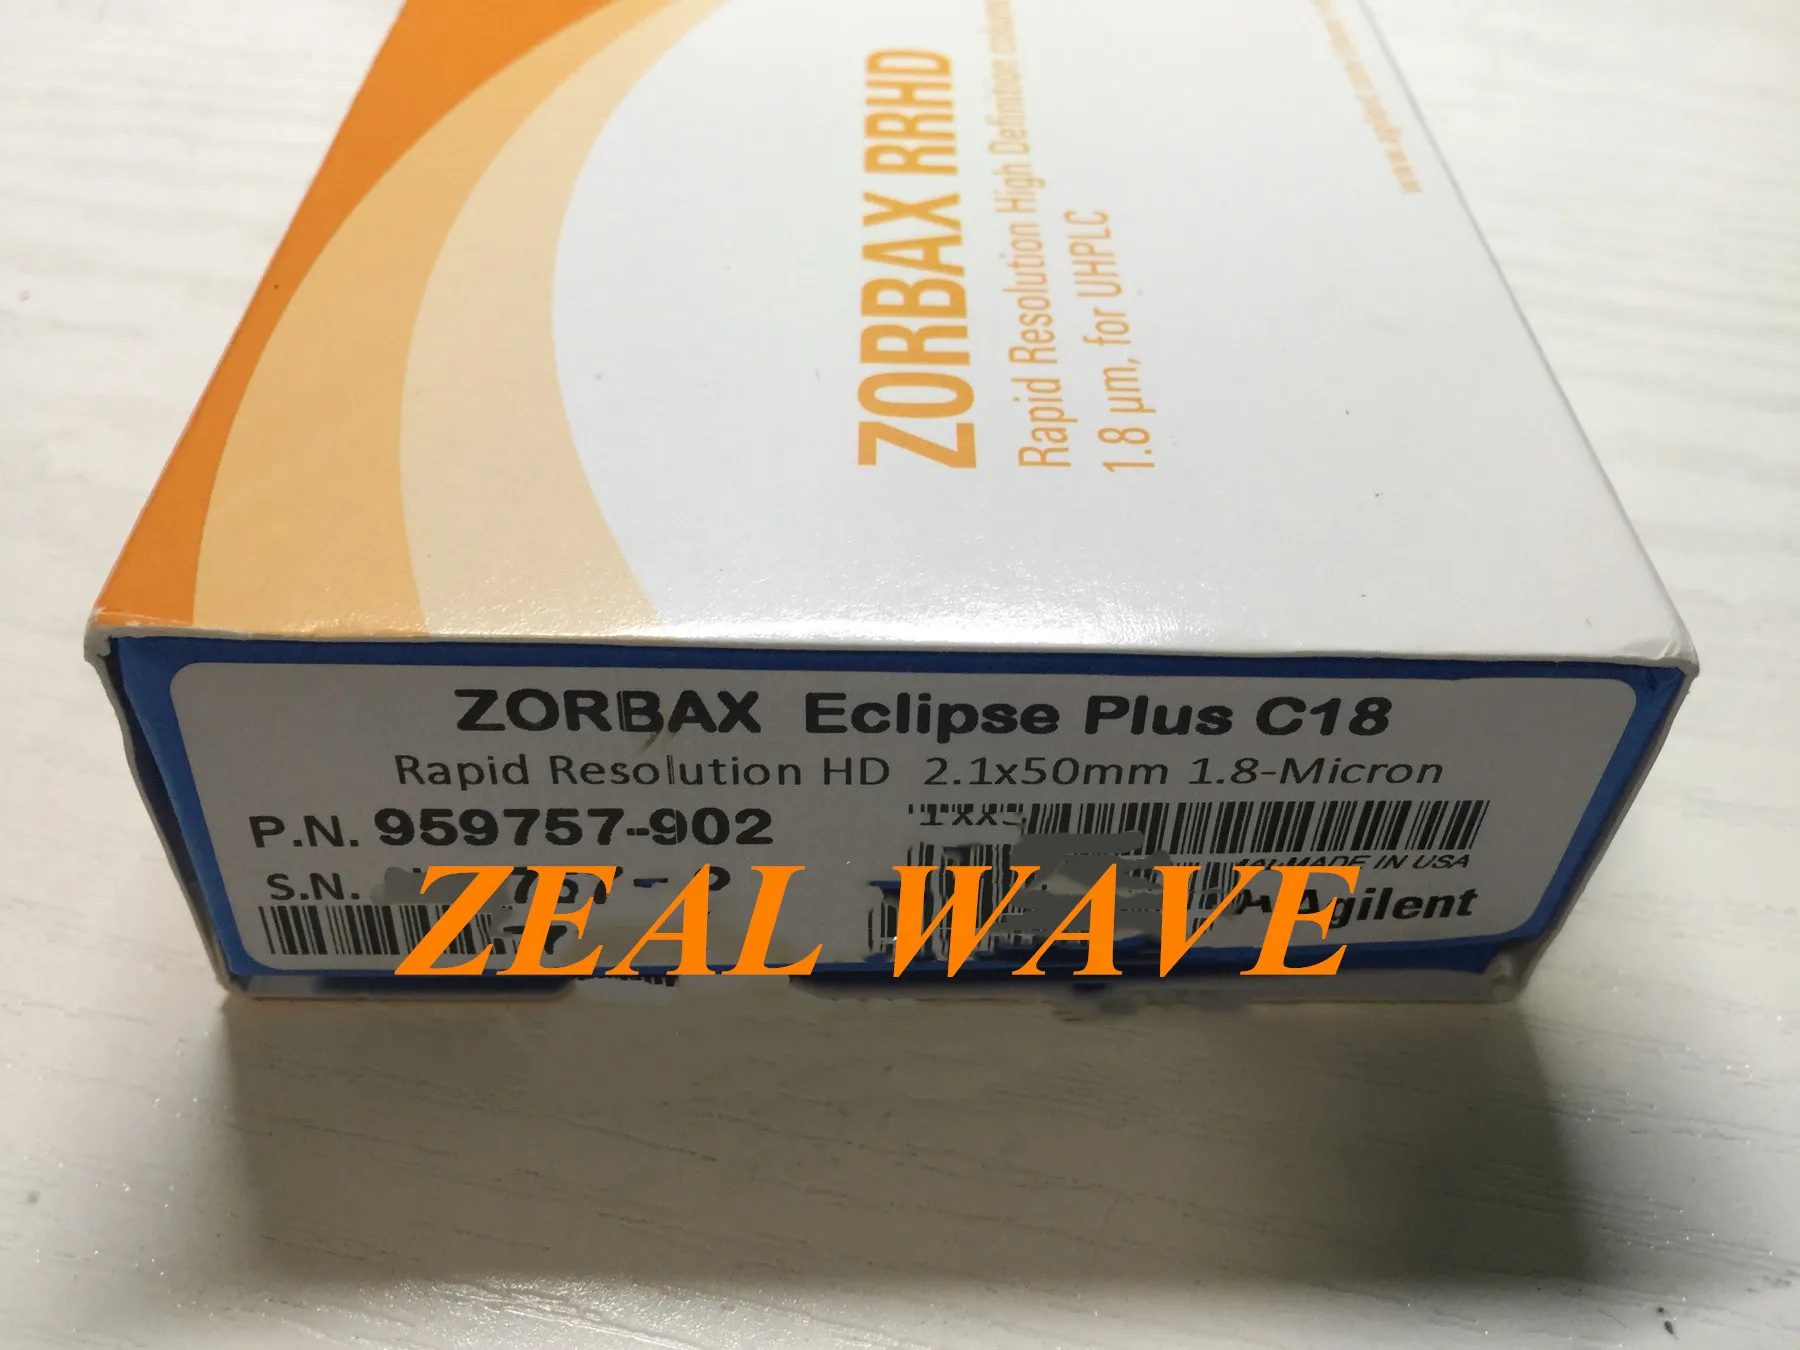 ZORBAX RRHD
Rapid Resolution High Definition
1.8 µm, for UHPLC
ZORBAX Eclipse Plus C18
Rapid Resolution HD 2.1x50mm 1.8-Micron
P.N. 959757-902
S.N.
MADE IN USA
Agilent
ZEAL WAVE